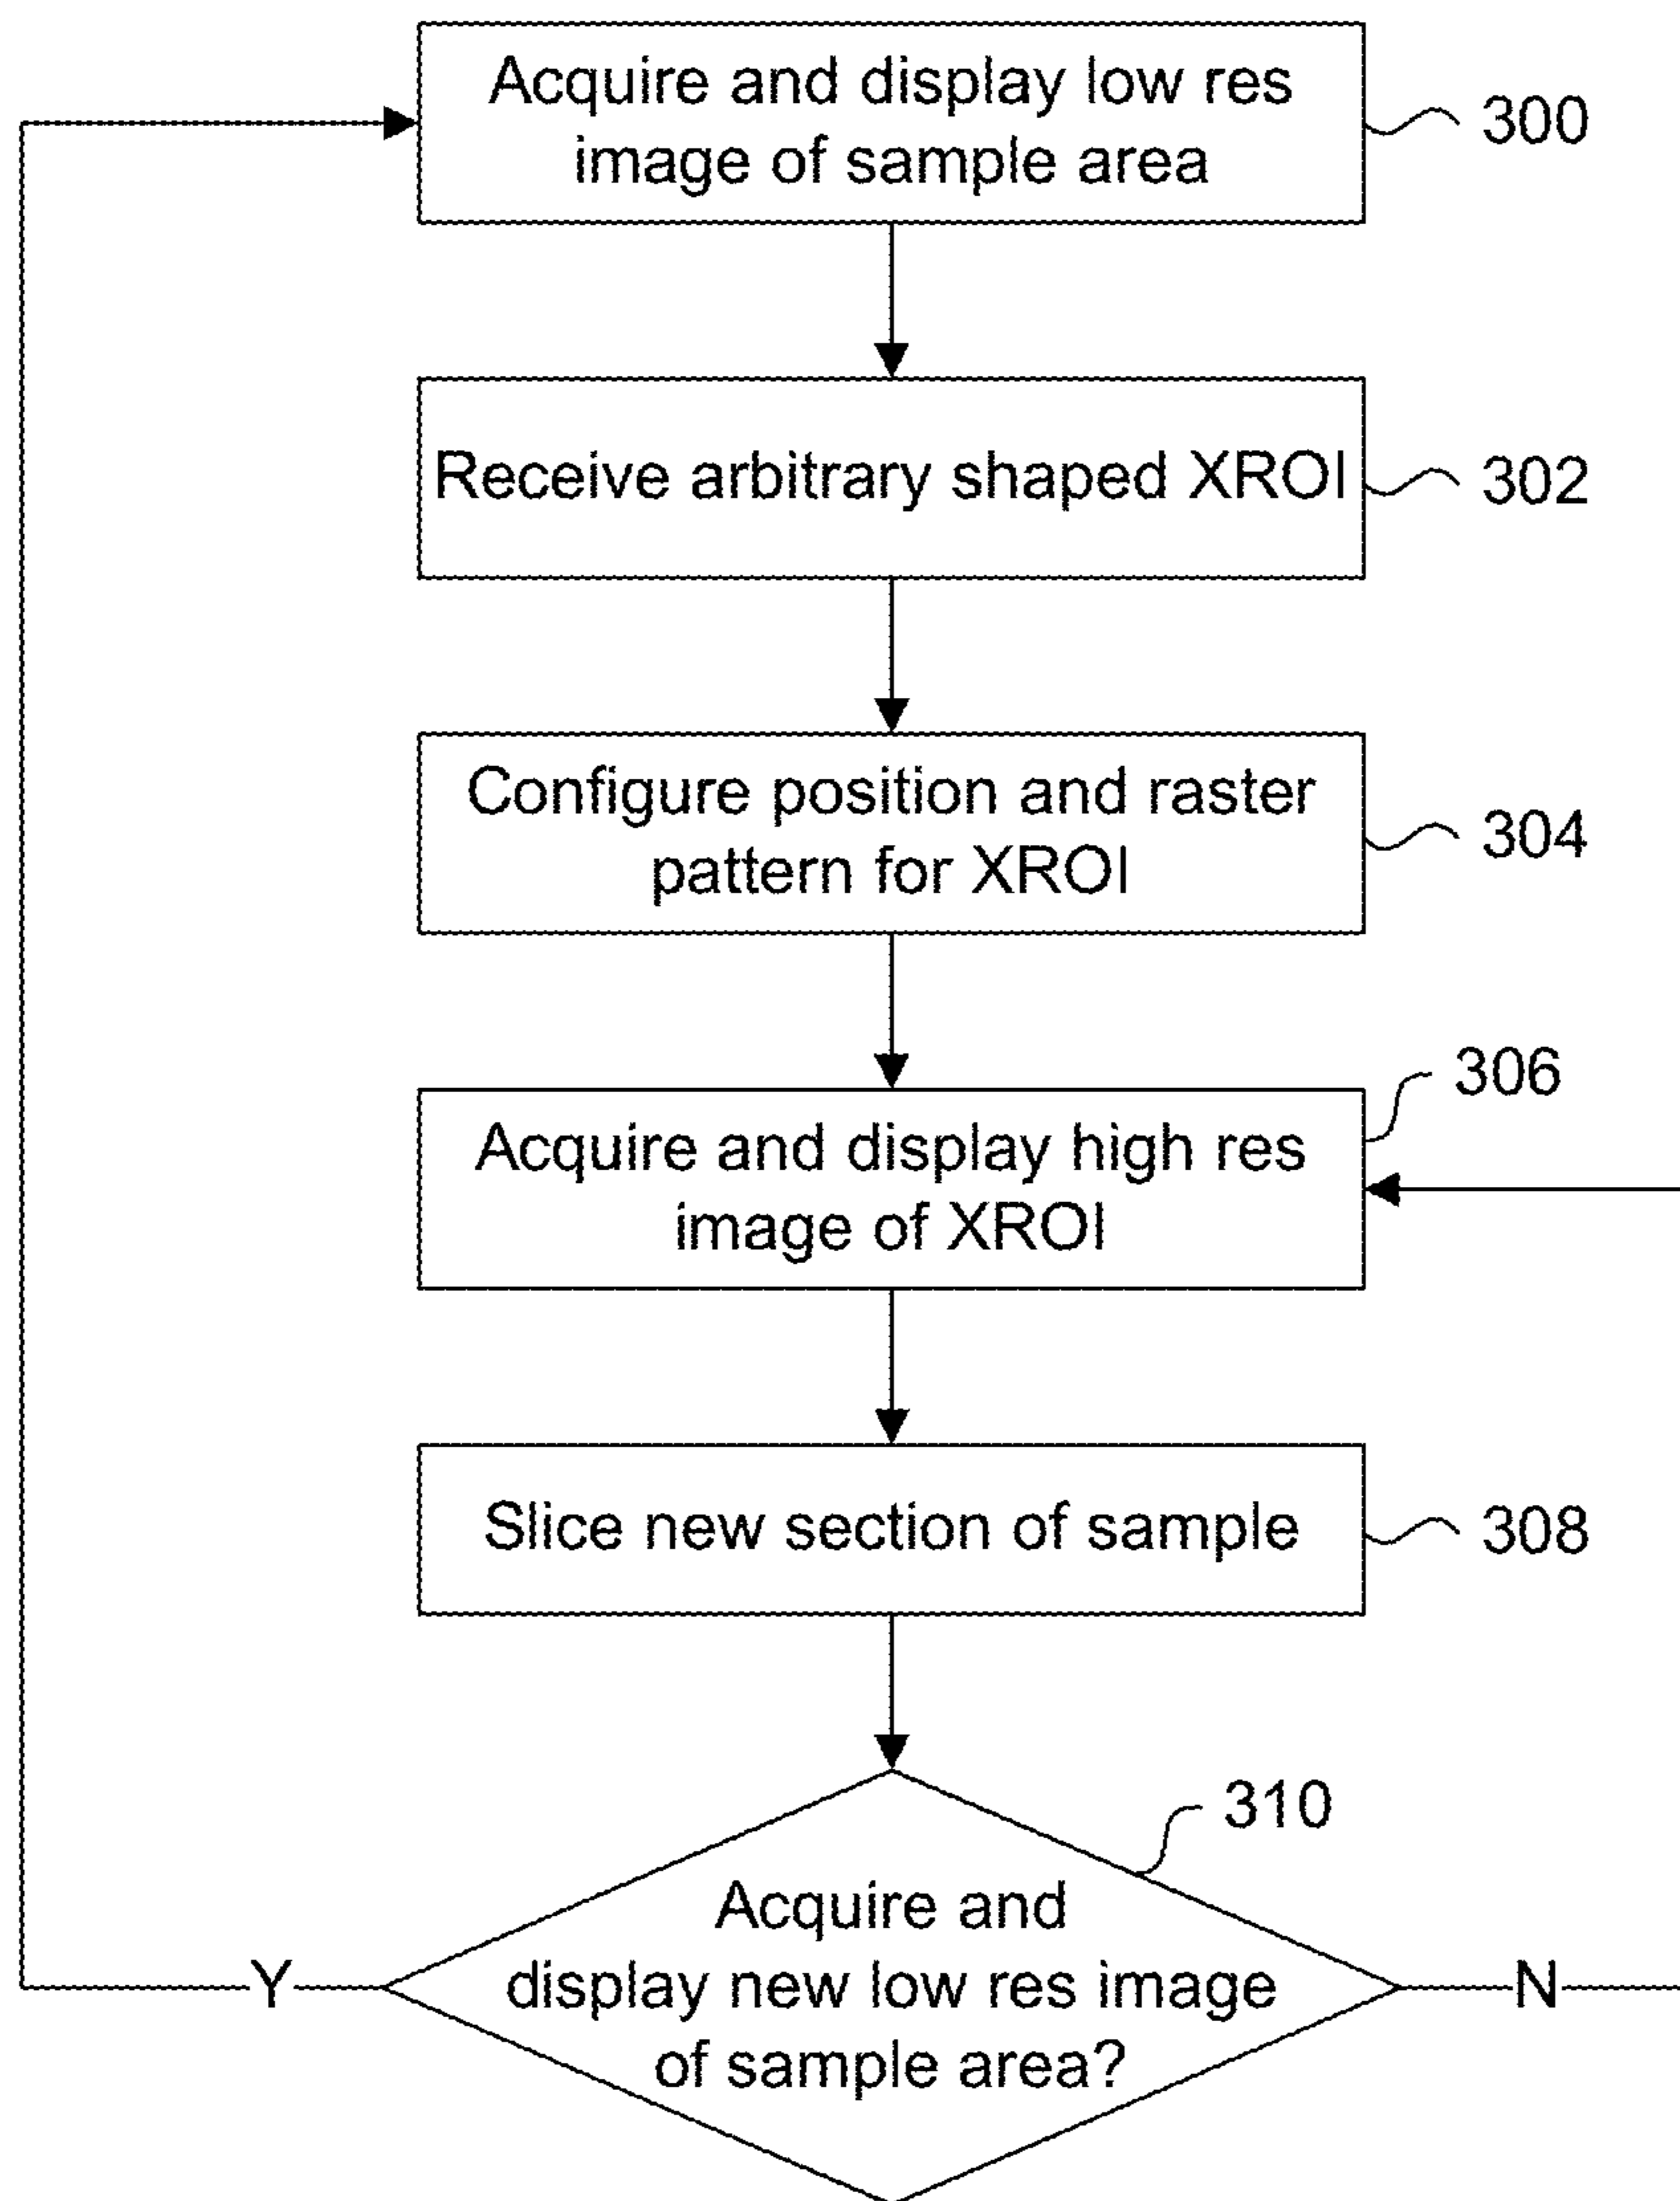 Acquire and display low res
image of sample area
300
Receive arbitrary shaped XROI
302
Configure position and raster
pattern for XROI
304
306
Acquire and display high res
image of XROI
Slice new section of sample
308
310
Acquire and
display new low res image
of sample area?
Y
N